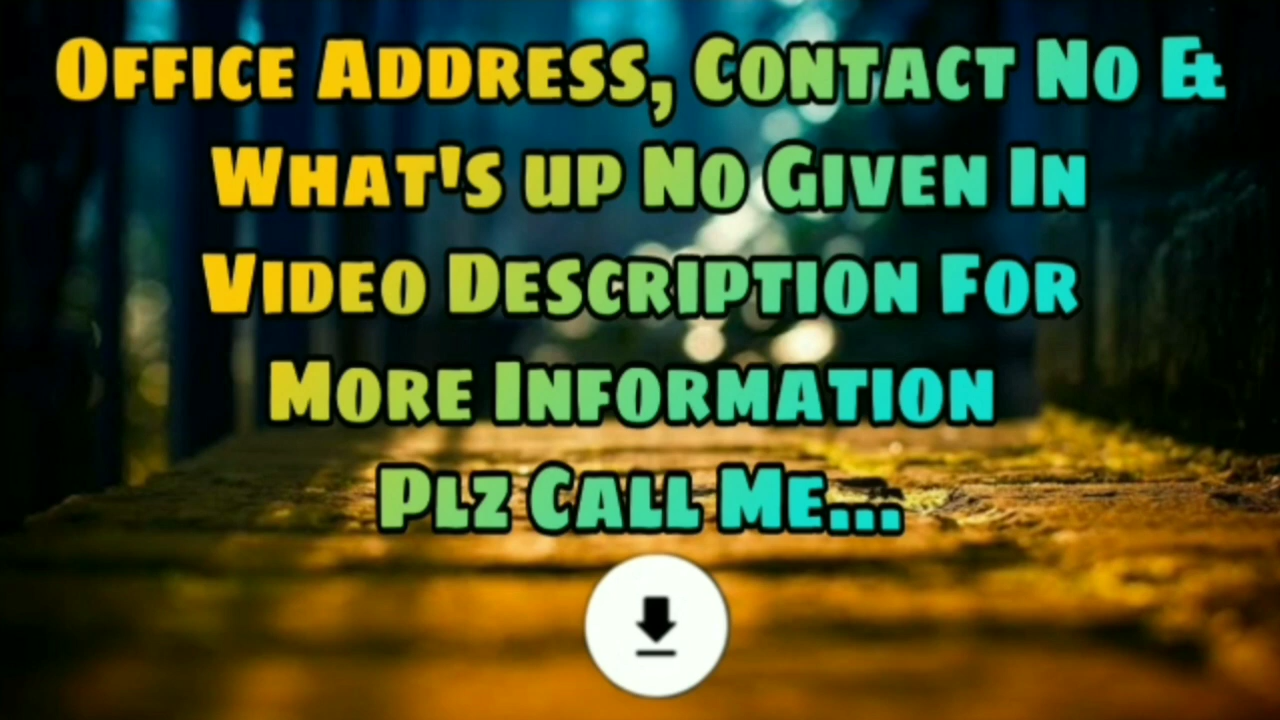 Office Address, Contact No &
What's up No Given In
Video Description For
More Information
Plz Call Me...